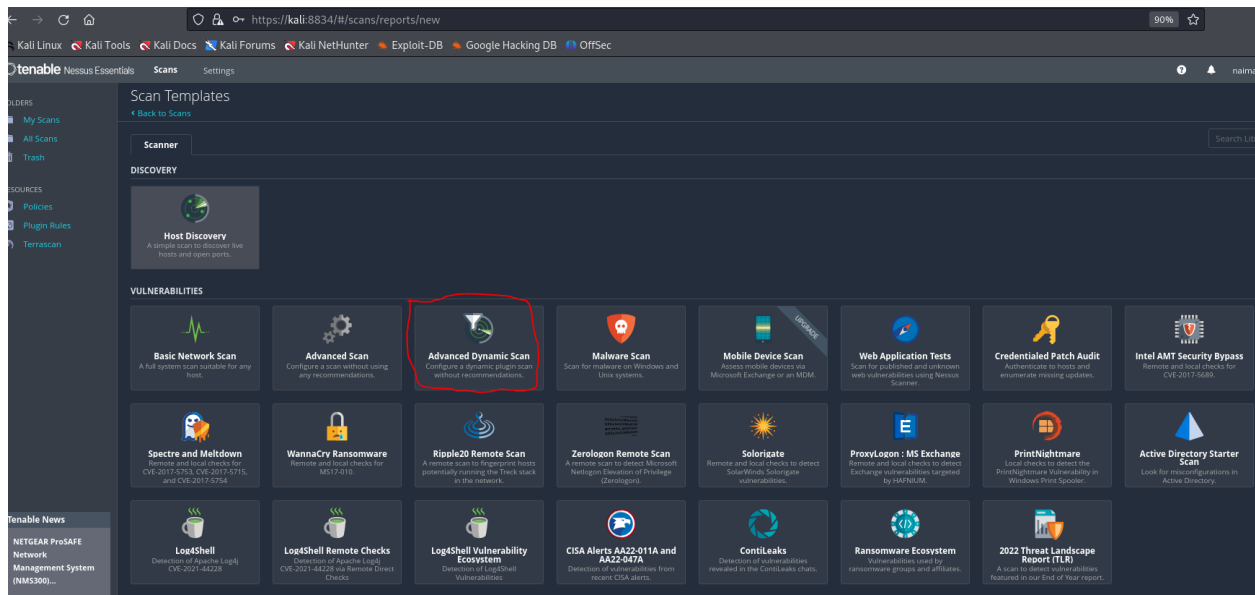 https://kali:8834/#/scans/reports/new
90%
Kali Linux Kali Tools Kali Docs Kali Forums Kali NetHunter Exploit-DB Google Hacking DB OffSec
tenable Nessus Essentials Scans Settings
naima
OLDERS
My Scans
All Scans
Trash
ESOURCES
Policies
Plugin Rules
Terrascan
Scan Templates
Back to Scans
Scanner
Search Lib
DISCOVERY
Host Discovery
A simple scan to discover live
hosts and open ports.
VULNERABILITIES
Basic Network Scan
A full system scan suitable for any
host.
Advanced Scan
Configure a scan without using
any recommendations.
Advanced Dynamic Scan
Configure a dynamic plugin scan
without recommendations.
Malware Scan
Scan for malware on Windows and
Unix systems.
UPGRADE
Mobile Device Scan
Assess mobile devices via
Microsoft Exchange or an MDM.
Web Application Tests
Scan for published and unknown
web vulnerabilities using Nessus
Scanner.
Credentialed Patch Audit
Authenticate to hosts and
enumerate missing updates.
Intel AMT Security Bypass
Remote and local checks for
CVE-2017-5689.
Spectre and Meltdown
Remote and local checks for
CVE-2017-5753, CVE-2017-5715,
and CVE-2017-5754
WannaCry Ransomware
Remote and local checks for
MS17-010.
Ripple20 Remote Scan
A remote scan to fingerprint hosts
potentially running the Treck stack
in the network.
Zerologon Remote Scan
A remote scan to detect Microsoft
Netlogon Elevation of Privilege
(Zerologon).
Solorigate
Remote and local checks to detect
SolarWinds Solorigate
vulnerabilities.
ProxyLogon : MS Exchange
Remote and local checks to detect
Exchange vulnerabilities targeted
by HAFNIUM.
PrintNightmare
Local checks to detect the
PrintNightmare Vulnerability in
Windows Print Spooler.
Active Directory Starter
Scan
Look for misconfigurations in
Active Directory.
Log4Shell
Detection of Apache Log4j
CVE-2021-44228
Log4Shell Remote Checks
Detection of Apache Log4j
CVE-2021-44228 via Remote Direct
Checks
Log4Shell Vulnerability
Ecosystem
Detection of Log4Shell
Vulnerabilities
CISA Alerts AA22-011A and
AA22-047A
Detection of vulnerabilities from
recent CISA alerts.
ContiLeaks
Detection of vulnerabilities
revealed in the ContiLeaks chats.
Ransomware Ecosystem
Vulnerabilities used by
ransomware groups and affiliates.
2022 Threat Landscape
Report (TLR)
A scan to detect vulnerabilities
featured in our End of Year report.
Tenable News
NETGEAR ProSAFE
Network
Management System
(NMS300)...